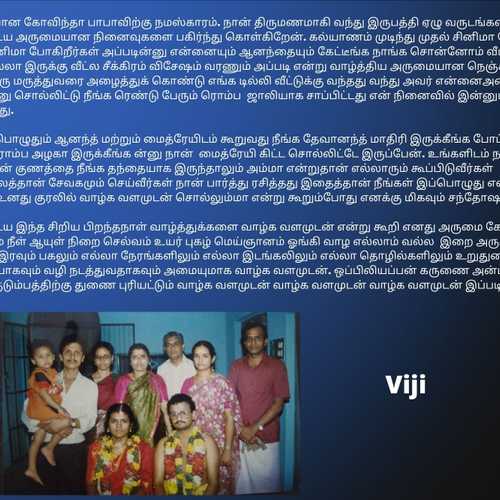 ான கோவிந்தா பாபாவிற்கு நமஸ்காரம். நான் திருமணமாகி வந்து இருபத்தி ஏழு வருடங்க
ைய அருமையான நினைவுகளை பகிர்ந்து கொள்கிறேன். கல்யாணம் முடிந்து முதல் சினிமா
னிமா போகிறீர்கள் அப்படின்னு என்னையும் ஆனந்தையும் கேட்டீங்க நாங்க சொன்னோம் வீ
லா இருக்கு வீட்ல சீக்கிரம் விசேஷம் வரணும் அப்படி என்று வாழ்த்திய அருமையான நெஞ்
ரு மருத்துவரை அழைத்துக் கொண்டு எங்க டில்லி வீட்டுக்கு வந்தது வந்து அவர் என்னை
னு சொல்லிட்டு நீங்க ரெண்டு பேரும் ரொம்ப ஜாலியாக சாப்பிட்டது என் நினைவில் இன்னு
து.
பொழுதும் ஆனந்த் மற்றும் மைத்ரேயிடம் கூறுவது நீங்க தேவானந்த் மாதிரி இருக்கீங்க போ
ரொம்ப அழகா இருக்கீங்க ன்னு நான் மைத்ரேயி கிட்ட சொல்லிட்டே இருப்பேன். உங்களிடம்
ன் குணத்தை நீங்க தந்தையாக இருந்தாலும் அம்மா என்றுதான் எல்லாரும் கூப்பிடுவீர்கள்
லத்தான் சேவகமும் செய்வீர்கள் நான் பார்த்து ரசித்தது இதைத்தான் நீங்கள் இப்பொழுது
உனது குரலில் வாழ்க வளமுடன் சொல்லும்மா என்று கூறும்போது எனக்கு மிகவும் சந்தோஷ
ைய இந்த சிறிய பிறந்தநாள் வாழ்த்துக்களை வாழ்க வளமுடன் என்று கூறி எனது அருமை கே
் நீள் ஆயுள் நிறை செல்வம் உயர் புகழ் மெய்ஞானம் ஓங்கி வாழ எல்லாம் வல்ல இறை அரு
இரவும் பகலும் எல்லா நேரங்களிலும் எல்லா இடங்கலிலும் எல்லா தொழில்களிலும் உறுது
பாகவும் வழி நடத்துவதாகவும் அமையுமாக வாழ்க வளமுடன். ஒப்பிலியப்பன் கருணை அன்
டும்பத்திற்கு துணை புரியட்டும் வாழ்க வளமுடன் வாழ்க வளமுடன் வாழ்க வளமுடன் இப்ப
Viji